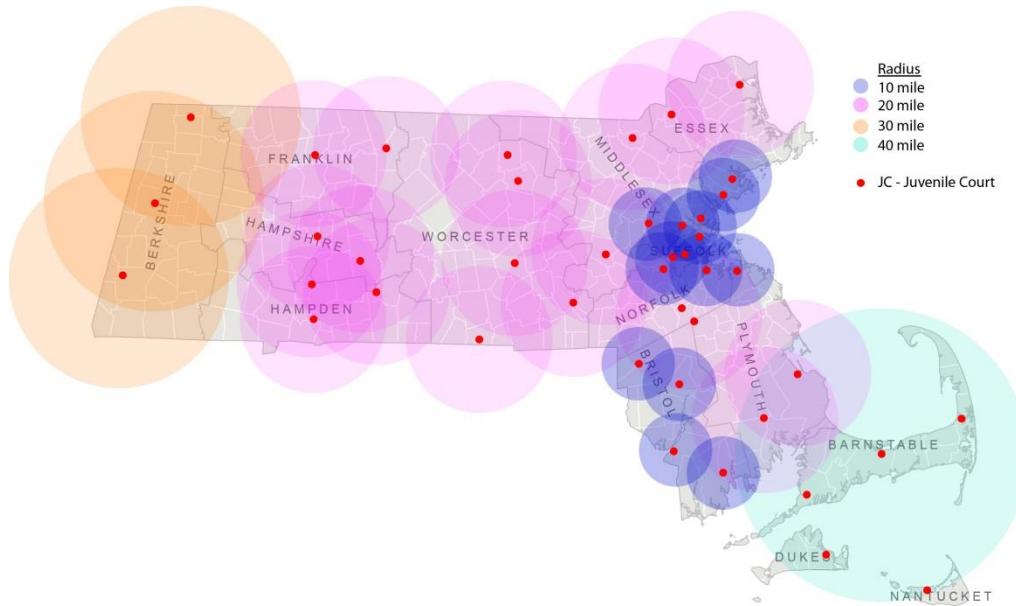 Radius
10 mile
20 mile
30 mile
40 mile
JC - Juvenile Court
ESSEX
MIDDLESEX
FRANKLIN
BERKSHIRE
HAMPSHIRE
WORCESTER
SUFFOLK
HAMPDEN
NORFOLK
BRISTOL
PLYMOUTH
BARNSTABLE
DUKES
NANTUCKET